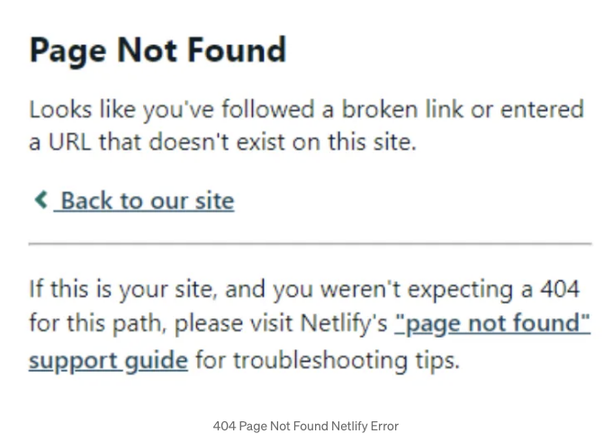 Page Not Found
Looks like you've followed a broken link or entered
a URL that doesn't exist on this site.
Back to our site
If this is your site, and you weren't expecting a 404
for this path, please visit Netlify's "page not found"
support guide for troubleshooting tips.
404 Page Not Found Netlify Error